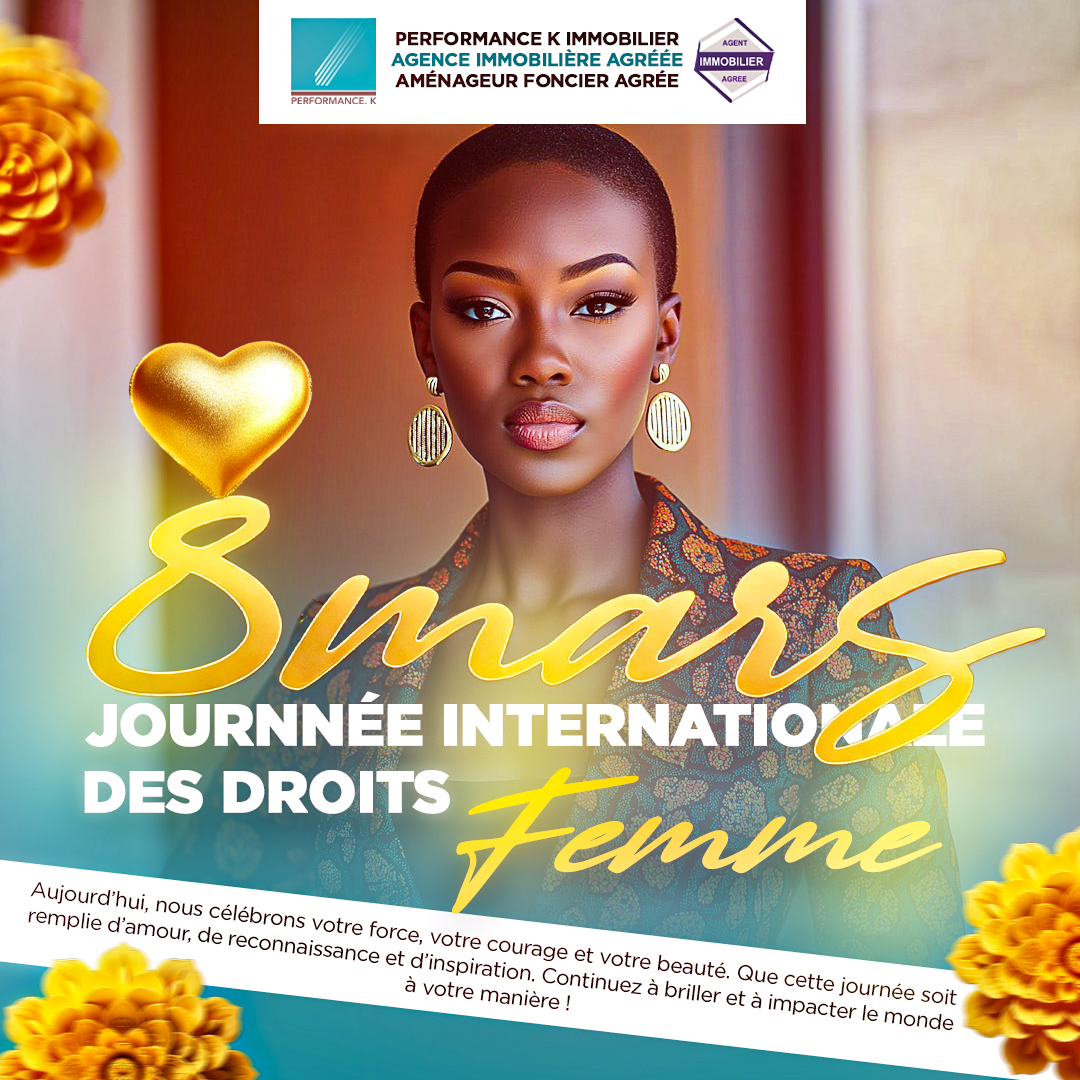 PERFORMANCE. K
PERFORMANCE K IMMOBILIER
AGENCE IMMOBILIÈRE AGRÉÉE
AMÉNAGEUR FONCIER AGRÉE
AGENT
IMMOBILIER
AGREE
8 mars
JOURNNÉE INTERNATIONALE
DES DROITS
Femme
Aujourd'hui, nous célébrons votre force, votre courage et votre beauté. Que cette journée soit
remplie d'amour, de reconnaissance et d'inspiration. Continuez à briller et à impacter le monde
à votre manière !